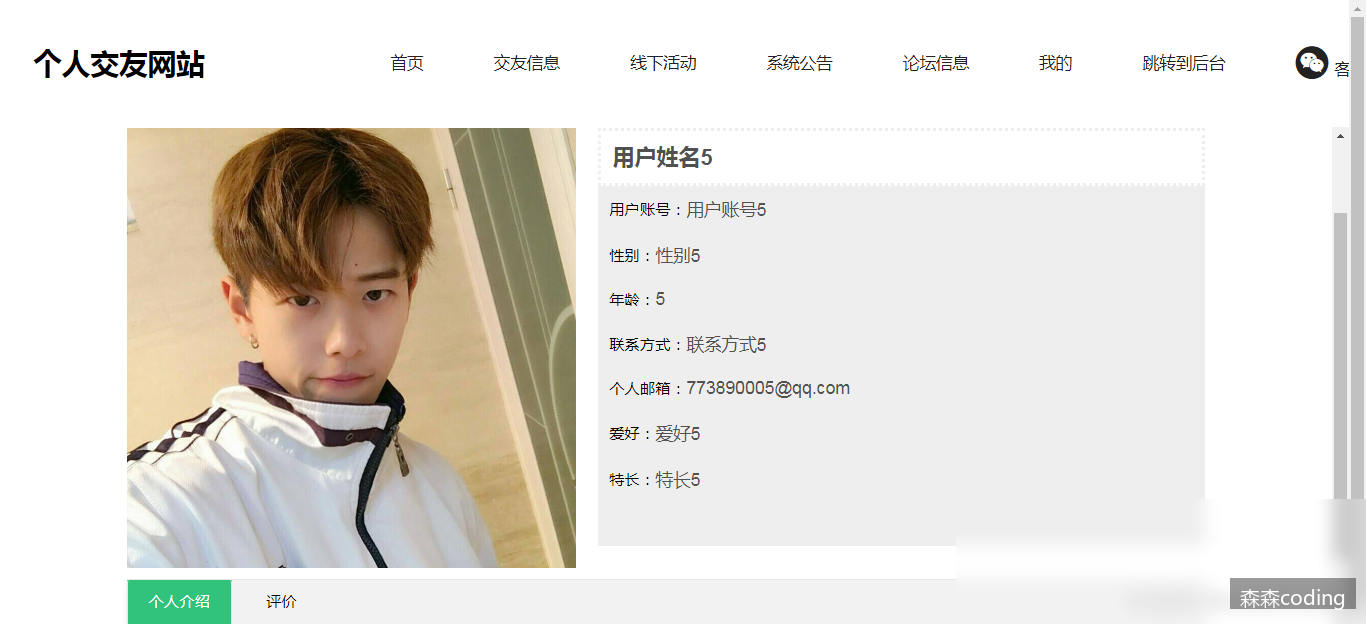 个人交友网站
首页 交友信息 线下活动 系统公告 论坛信息 我的 跳转到后台 客
用户姓名5
用户账号：用户账号5
性别：性别5
年龄：5
联系方式：联系方式5
个人邮箱：773890005@qq.com
爱好：爱好5
特长：特长5
个人介绍 评价
森森coding